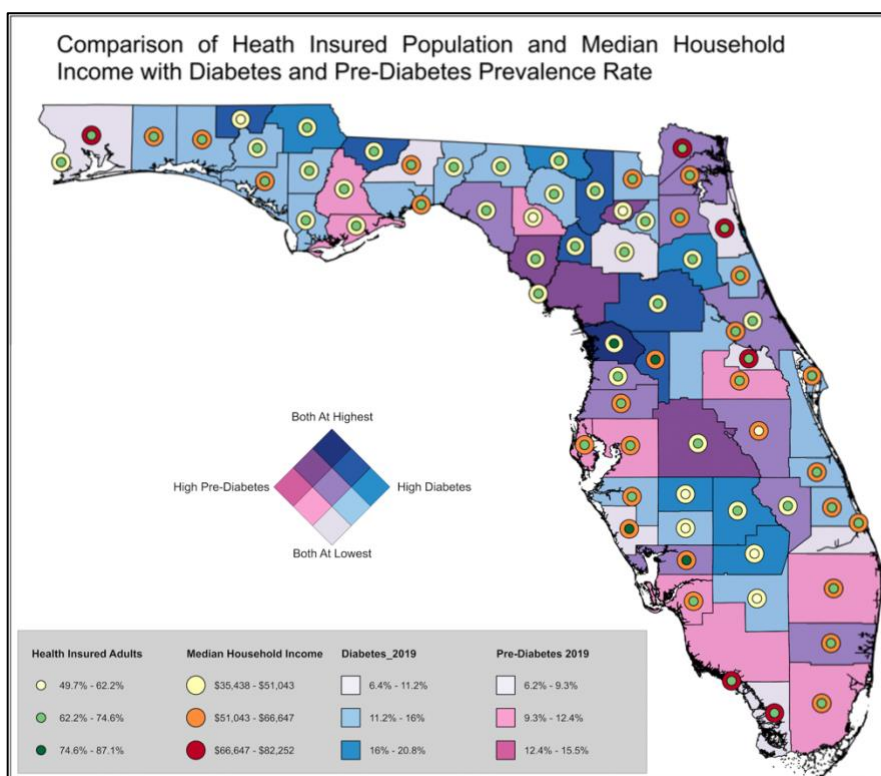 Comparison of Heath Insured Population and Median Household
Income with Diabetes and Pre-Diabetes Prevalence Rate
Both At Highest
High Pre-Diabetes
High Diabetes
Both At Lowest
Health Insured Adults
Median Household Income
Diabetes_2019
Pre-Diabetes 2019
49.7% - 62.2%
$35,438 - $51,043
6.4% - 11.2%
6.2% - 9.3%
62.2% - 74.6%
$51,043 - $66,647
11.2% - 16%
9.3% - 12.4%
74.6% - 87.1%
$66,647 - $82,252
16% - 20.8%
12.4% - 15.5%